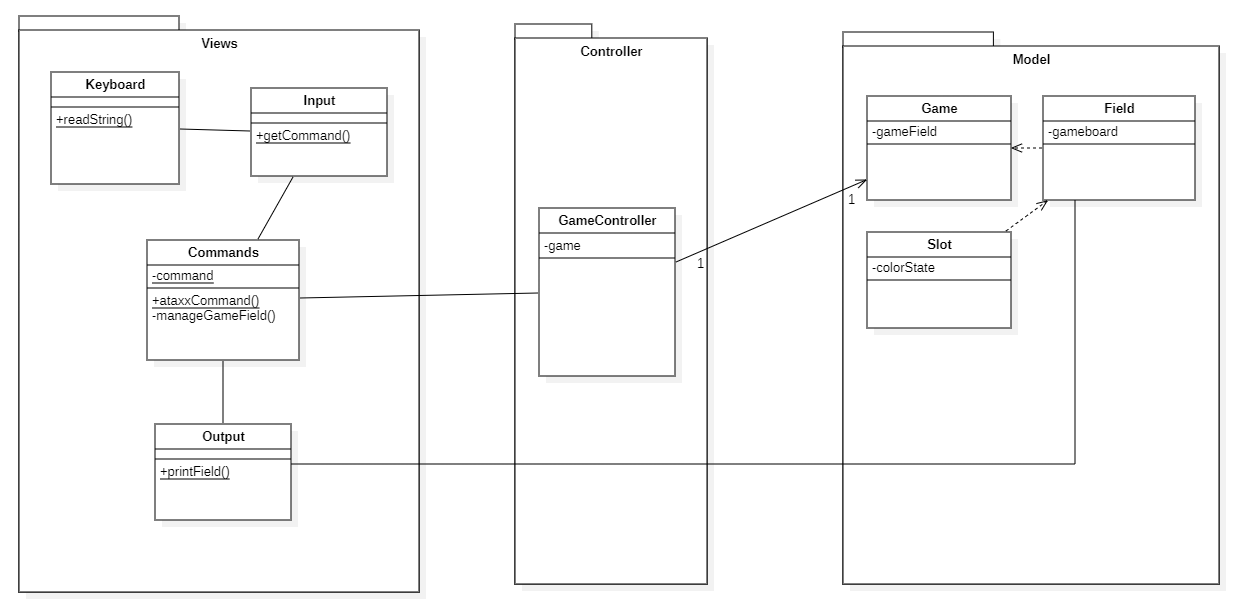 Views
Keyboard
+readString()
Input
+getCommand()
Commands
-command
+ataxxCommand()
-manageGameField()
Output
+printField()
Controller
GameController
-game
1
1
Model
Game
-gameField
Field
-gameboard
Slot
-colorState